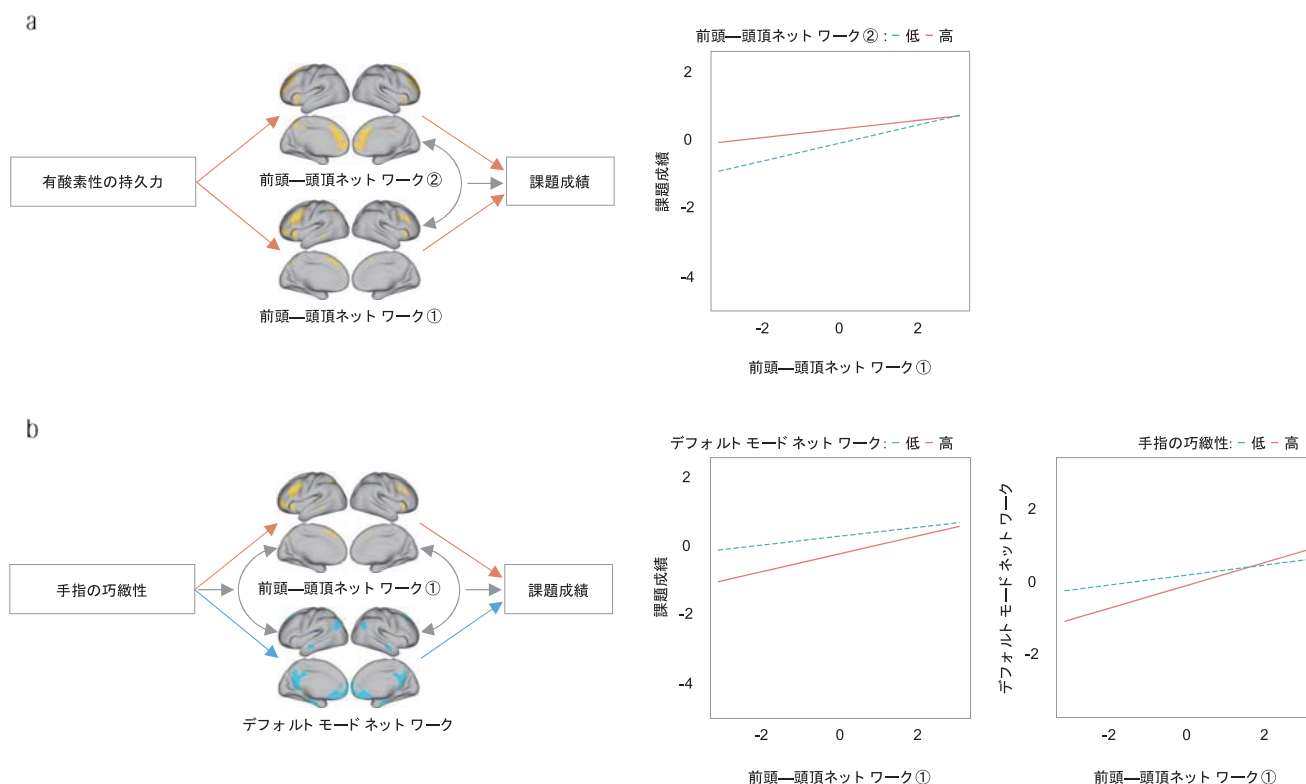 a
前頭―頭頂ネットワーク②:- 低 - 高
有酸素性の持久力
前頭―頭頂ネットワーク②
前頭―頭頂ネットワーク①
課題成績
課題成績
2
0
-2
-4
-2 0 2
前頭―頭頂ネットワーク①
b
手指の巧緻性
前頭―頭頂ネットワーク①
デフォルトモードネットワーク
課題成績
デフォルトモードネットワーク:- 低 - 高
課題成績
2
0
-2
-4
-2 0 2
前頭―頭頂ネットワーク①
手指の巧緻性:- 低 - 高
デフォルトモードネットワーク
2
0
-2
-2 0 2
前頭―頭頂ネットワーク①